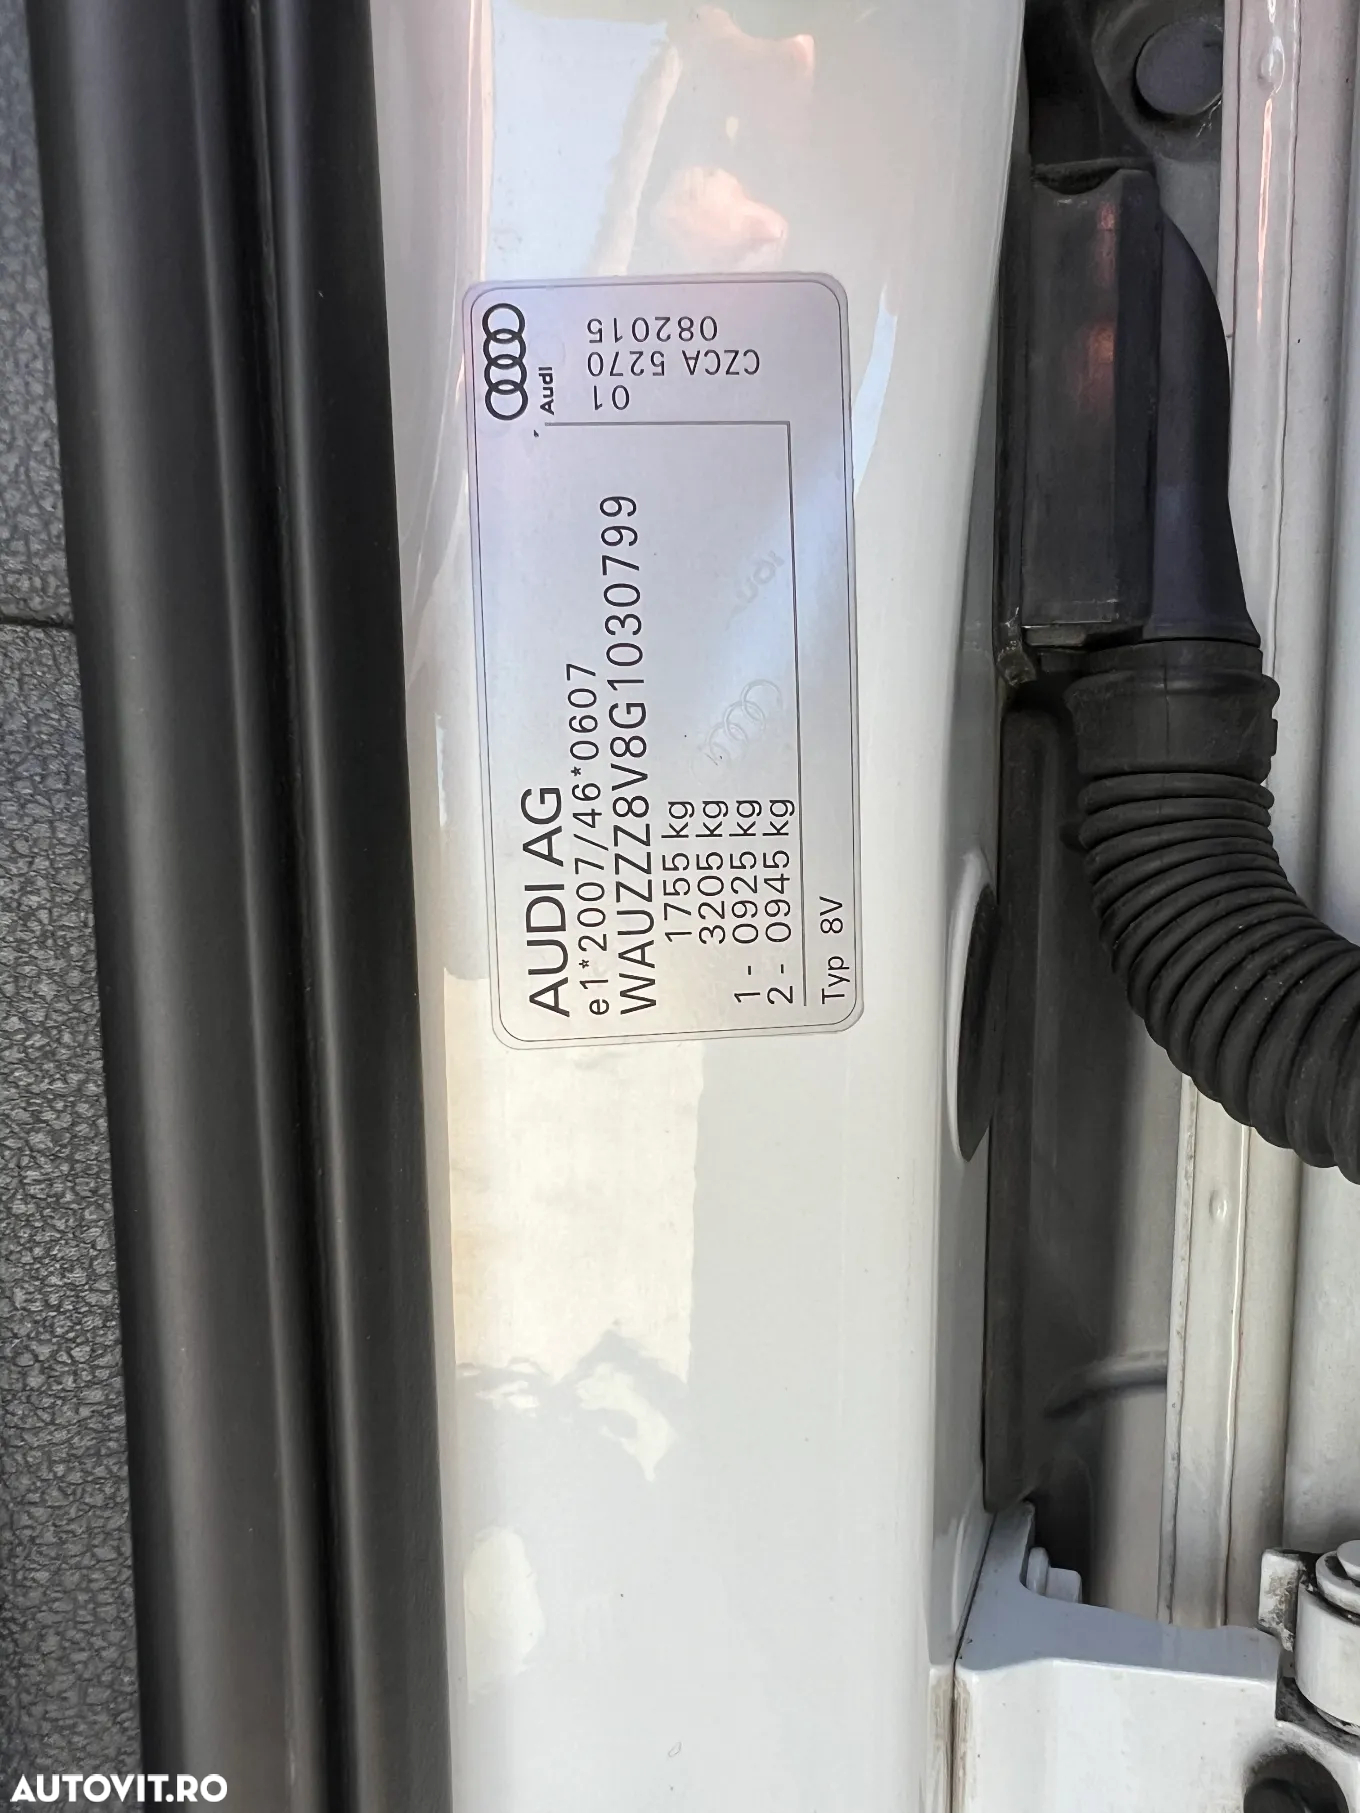 AUDI AG
e1*2007/46*0607
WAUZZZ8V8G1030799
1755 kg
3205 kg
1 - 0925 kg
2 - 0945 kg
Typ 8V
Audi
01
CZCA 5270
082015
Audi
AUTOVIT.RO